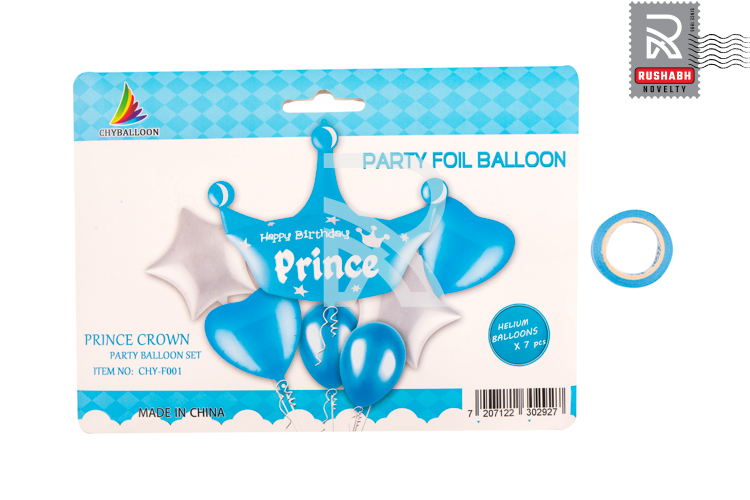 RUSHABH
NOVELTY
CHYBALLOON
PARTY FOIL BALLOON
Happy Birthday
Prince
HELIUM
BALLOONS
X 7 pcs
PRINCE CROWN
PARTY BALLOON SET
ITEM NO: CHY-F001
MADE IN CHINA
7 207122 302927